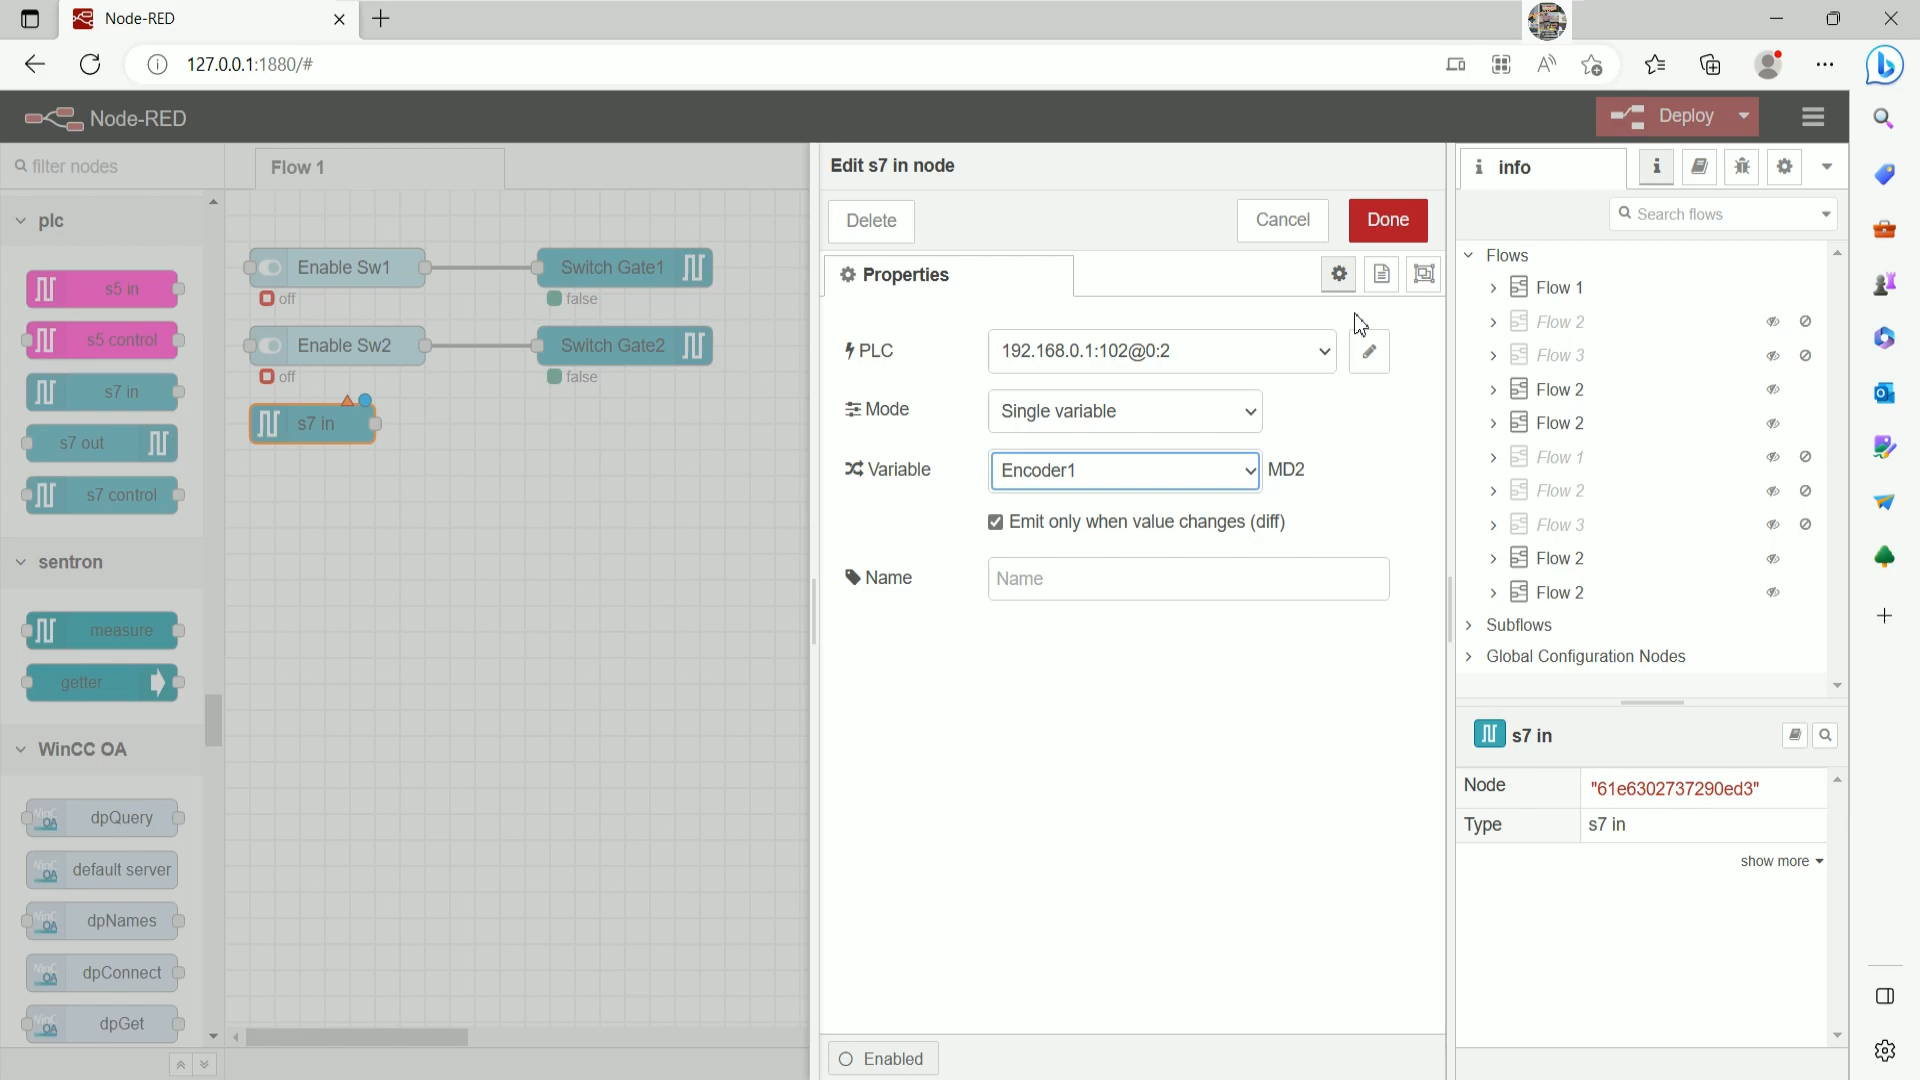 Node-RED
127.0.0.1:1880/#
Node-RED
Deploy
filter nodes
plc
s5 in
s5 control
s7 in
s7 out
s7 control
sentron
measure
getter
WinCC OA
dpQuery
default server
dpNames
dpConnect
dpGet
Flow 1
Enable Sw1
off
Switch Gate1
false
Enable Sw2
off
Switch Gate2
false
s7 in
Edit s7 in node
Delete
Cancel
Done
Properties
PLC
192.168.0.1:102@0:2
Mode
Single variable
Variable
Encoder1
MD2
Emit only when value changes (diff)
Name
Name
Enabled
info
Search flows
Flows
Flow 1
Flow 2
Flow 3
Flow 2
Flow 2
Flow 1
Flow 2
Flow 3
Flow 2
Flow 2
Subflows
Global Configuration Nodes
s7 in
Node "61e6302737290ed3"
Type s7 in
show more